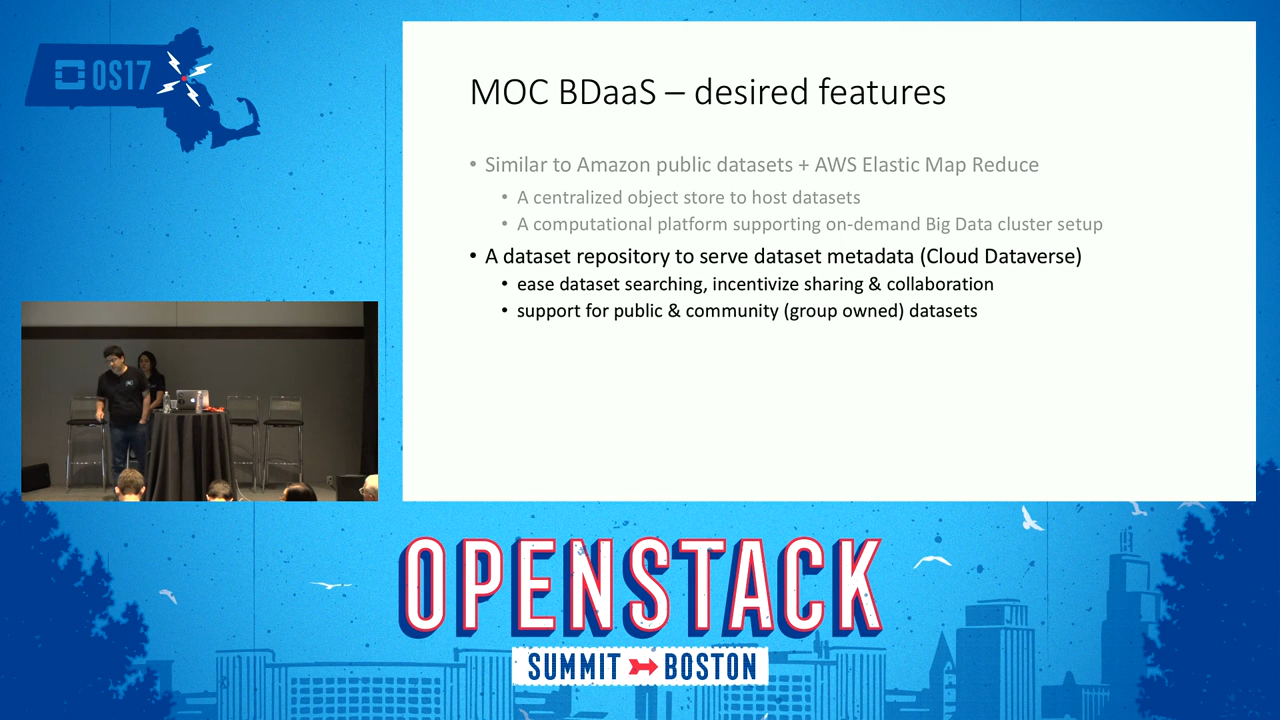 OS17
MOC BDaaS – desired features
• Similar to Amazon public datasets + AWS Elastic Map Reduce
• A centralized object store to host datasets
• A computational platform supporting on-demand Big Data cluster setup
• A dataset repository to serve dataset metadata (Cloud Dataverse)
• ease dataset searching, incentivize sharing & collaboration
• support for public & community (group owned) datasets
OPENSTACK
SUMMIT BOSTON